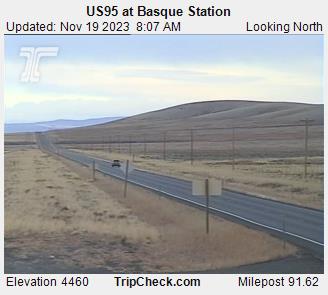 US95 at Basque Station
Updated: Nov 19 2023 8:07 AM Looking North
Elevation 4460 TripCheck.com Milepost 91.62